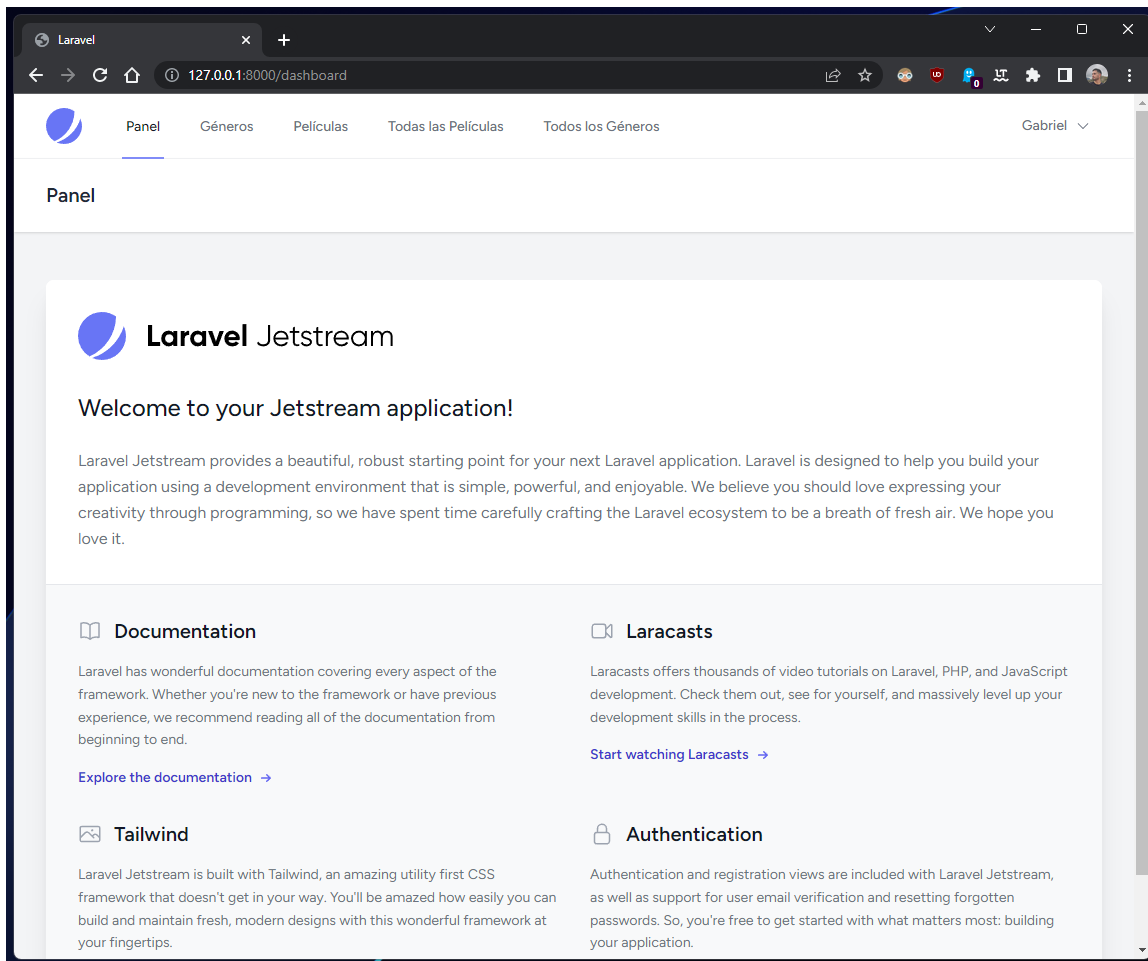 Laravel
127.0.0.1:8000/dashboard
UD
0
Panel Géneros Películas Todas las Películas Todos los Géneros Gabriel
Panel
Laravel Jetstream
Welcome to your Jetstream application!
Laravel Jetstream provides a beautiful, robust starting point for your next Laravel application. Laravel is designed to help you build your
application using a development environment that is simple, powerful, and enjoyable. We believe you should love expressing your
creativity through programming, so we have spent time carefully crafting the Laravel ecosystem to be a breath of fresh air. We hope you
love it.
Documentation
Laravel has wonderful documentation covering every aspect of the
framework. Whether you're new to the framework or have previous
experience, we recommend reading all of the documentation from
beginning to end.
Explore the documentation →
Laracasts
Laracasts offers thousands of video tutorials on Laravel, PHP, and JavaScript
development. Check them out, see for yourself, and massively level up your
development skills in the process.
Start watching Laracasts →
Tailwind
Laravel Jetstream is built with Tailwind, an amazing utility first CSS
framework that doesn't get in your way. You'll be amazed how easily you can
build and maintain fresh, modern designs with this wonderful framework at
your fingertips.
Authentication
Authentication and registration views are included with Laravel Jetstream,
as well as support for user email verification and resetting forgotten
passwords. So, you're free to get started with what matters most: building
your application.